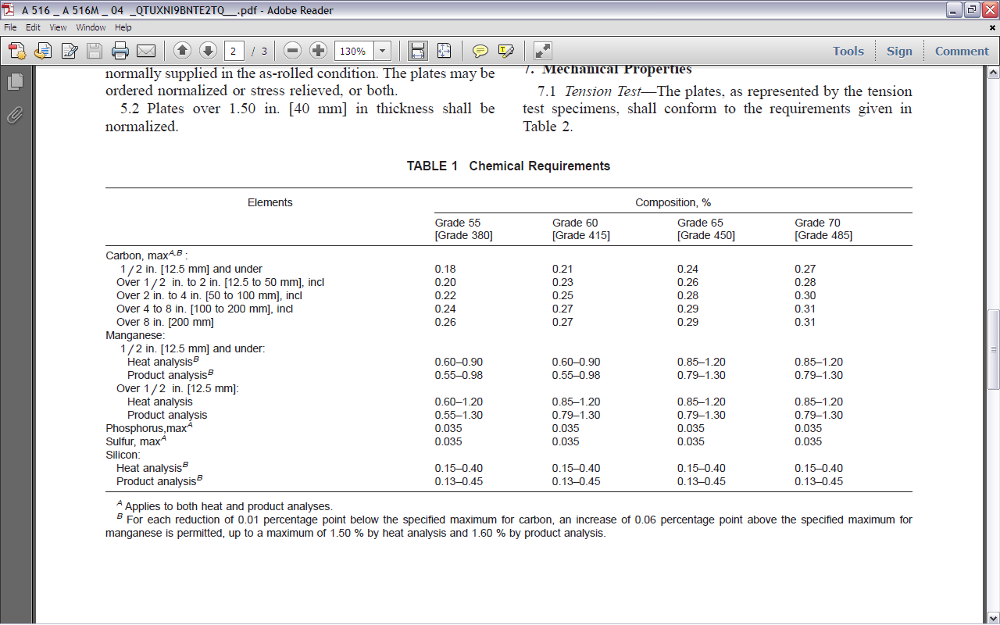 A 516 _ A 516M _ 04 _QTUXNI9BNTE2TQ__.pdf - Adobe Reader
File Edit View Window Help
2 / 3 130% Tools Sign Comment
normally supplied in the as-rolled condition. The plates may be
ordered normalized or stress relieved, or both.
5.2 Plates over 1.50 in. [40 mm] in thickness shall be
normalized.
7. Mechanical Properties
7.1 Tension Test—The plates, as represented by the tension
test specimens, shall conform to the requirements given in
Table 2.
TABLE 1 Chemical Requirements
Elements Composition, %
Grade 55 Grade 60 Grade 65 Grade 70
[Grade 380] [Grade 415] [Grade 450] [Grade 485]
Carbon, maxA,B :
1/2 in. [12.5 mm] and under 0.18 0.21 0.24 0.27
Over 1/2 in. to 2 in. [12.5 to 50 mm], incl 0.20 0.23 0.26 0.28
Over 2 in. to 4 in. [50 to 100 mm], incl 0.22 0.25 0.28 0.30
Over 4 to 8 in. [100 to 200 mm], incl 0.24 0.27 0.29 0.31
Over 8 in. [200 mm] 0.26 0.27 0.29 0.31
Manganese:
1/2 in. [12.5 mm] and under:
Heat analysisB 0.60–0.90 0.60–0.90 0.85–1.20 0.85–1.20
Product analysisB 0.55–0.98 0.55–0.98 0.79–1.30 0.79–1.30
Over 1/2 in. [12.5 mm]:
Heat analysis 0.60–1.20 0.85–1.20 0.85–1.20 0.85–1.20
Product analysis 0.55–1.30 0.79–1.30 0.79–1.30 0.79–1.30
Phosphorus,maxA 0.035 0.035 0.035 0.035
Sulfur, maxA 0.035 0.035 0.035 0.035
Silicon:
Heat analysisB 0.15–0.40 0.15–0.40 0.15–0.40 0.15–0.40
Product analysisB 0.13–0.45 0.13–0.45 0.13–0.45 0.13–0.45
A Applies to both heat and product analyses.
B For each reduction of 0.01 percentage point below the specified maximum for carbon, an increase of 0.06 percentage point above the specified maximum for
manganese is permitted, up to a maximum of 1.50 % by heat analysis and 1.60 % by product analysis.